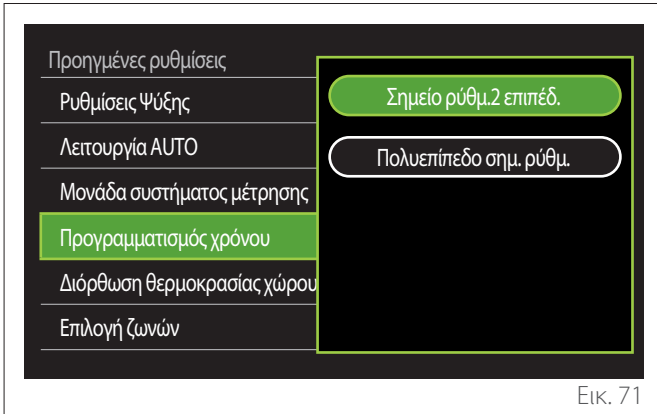 Προηγμένες ρυθμίσεις
Ρυθμίσεις Ψύξης
Λειτουργία AUTO
Μονάδα συστήματος μέτρησης
Προγραμματισμός χρόνου
Διόρθωση θερμοκρασίας χώρου
Επιλογή ζωνών
Σημείο ρύθμ.2 επιπέδ.
Πολυεπίπεδο σημ. ρύθμ.
Εικ. 71